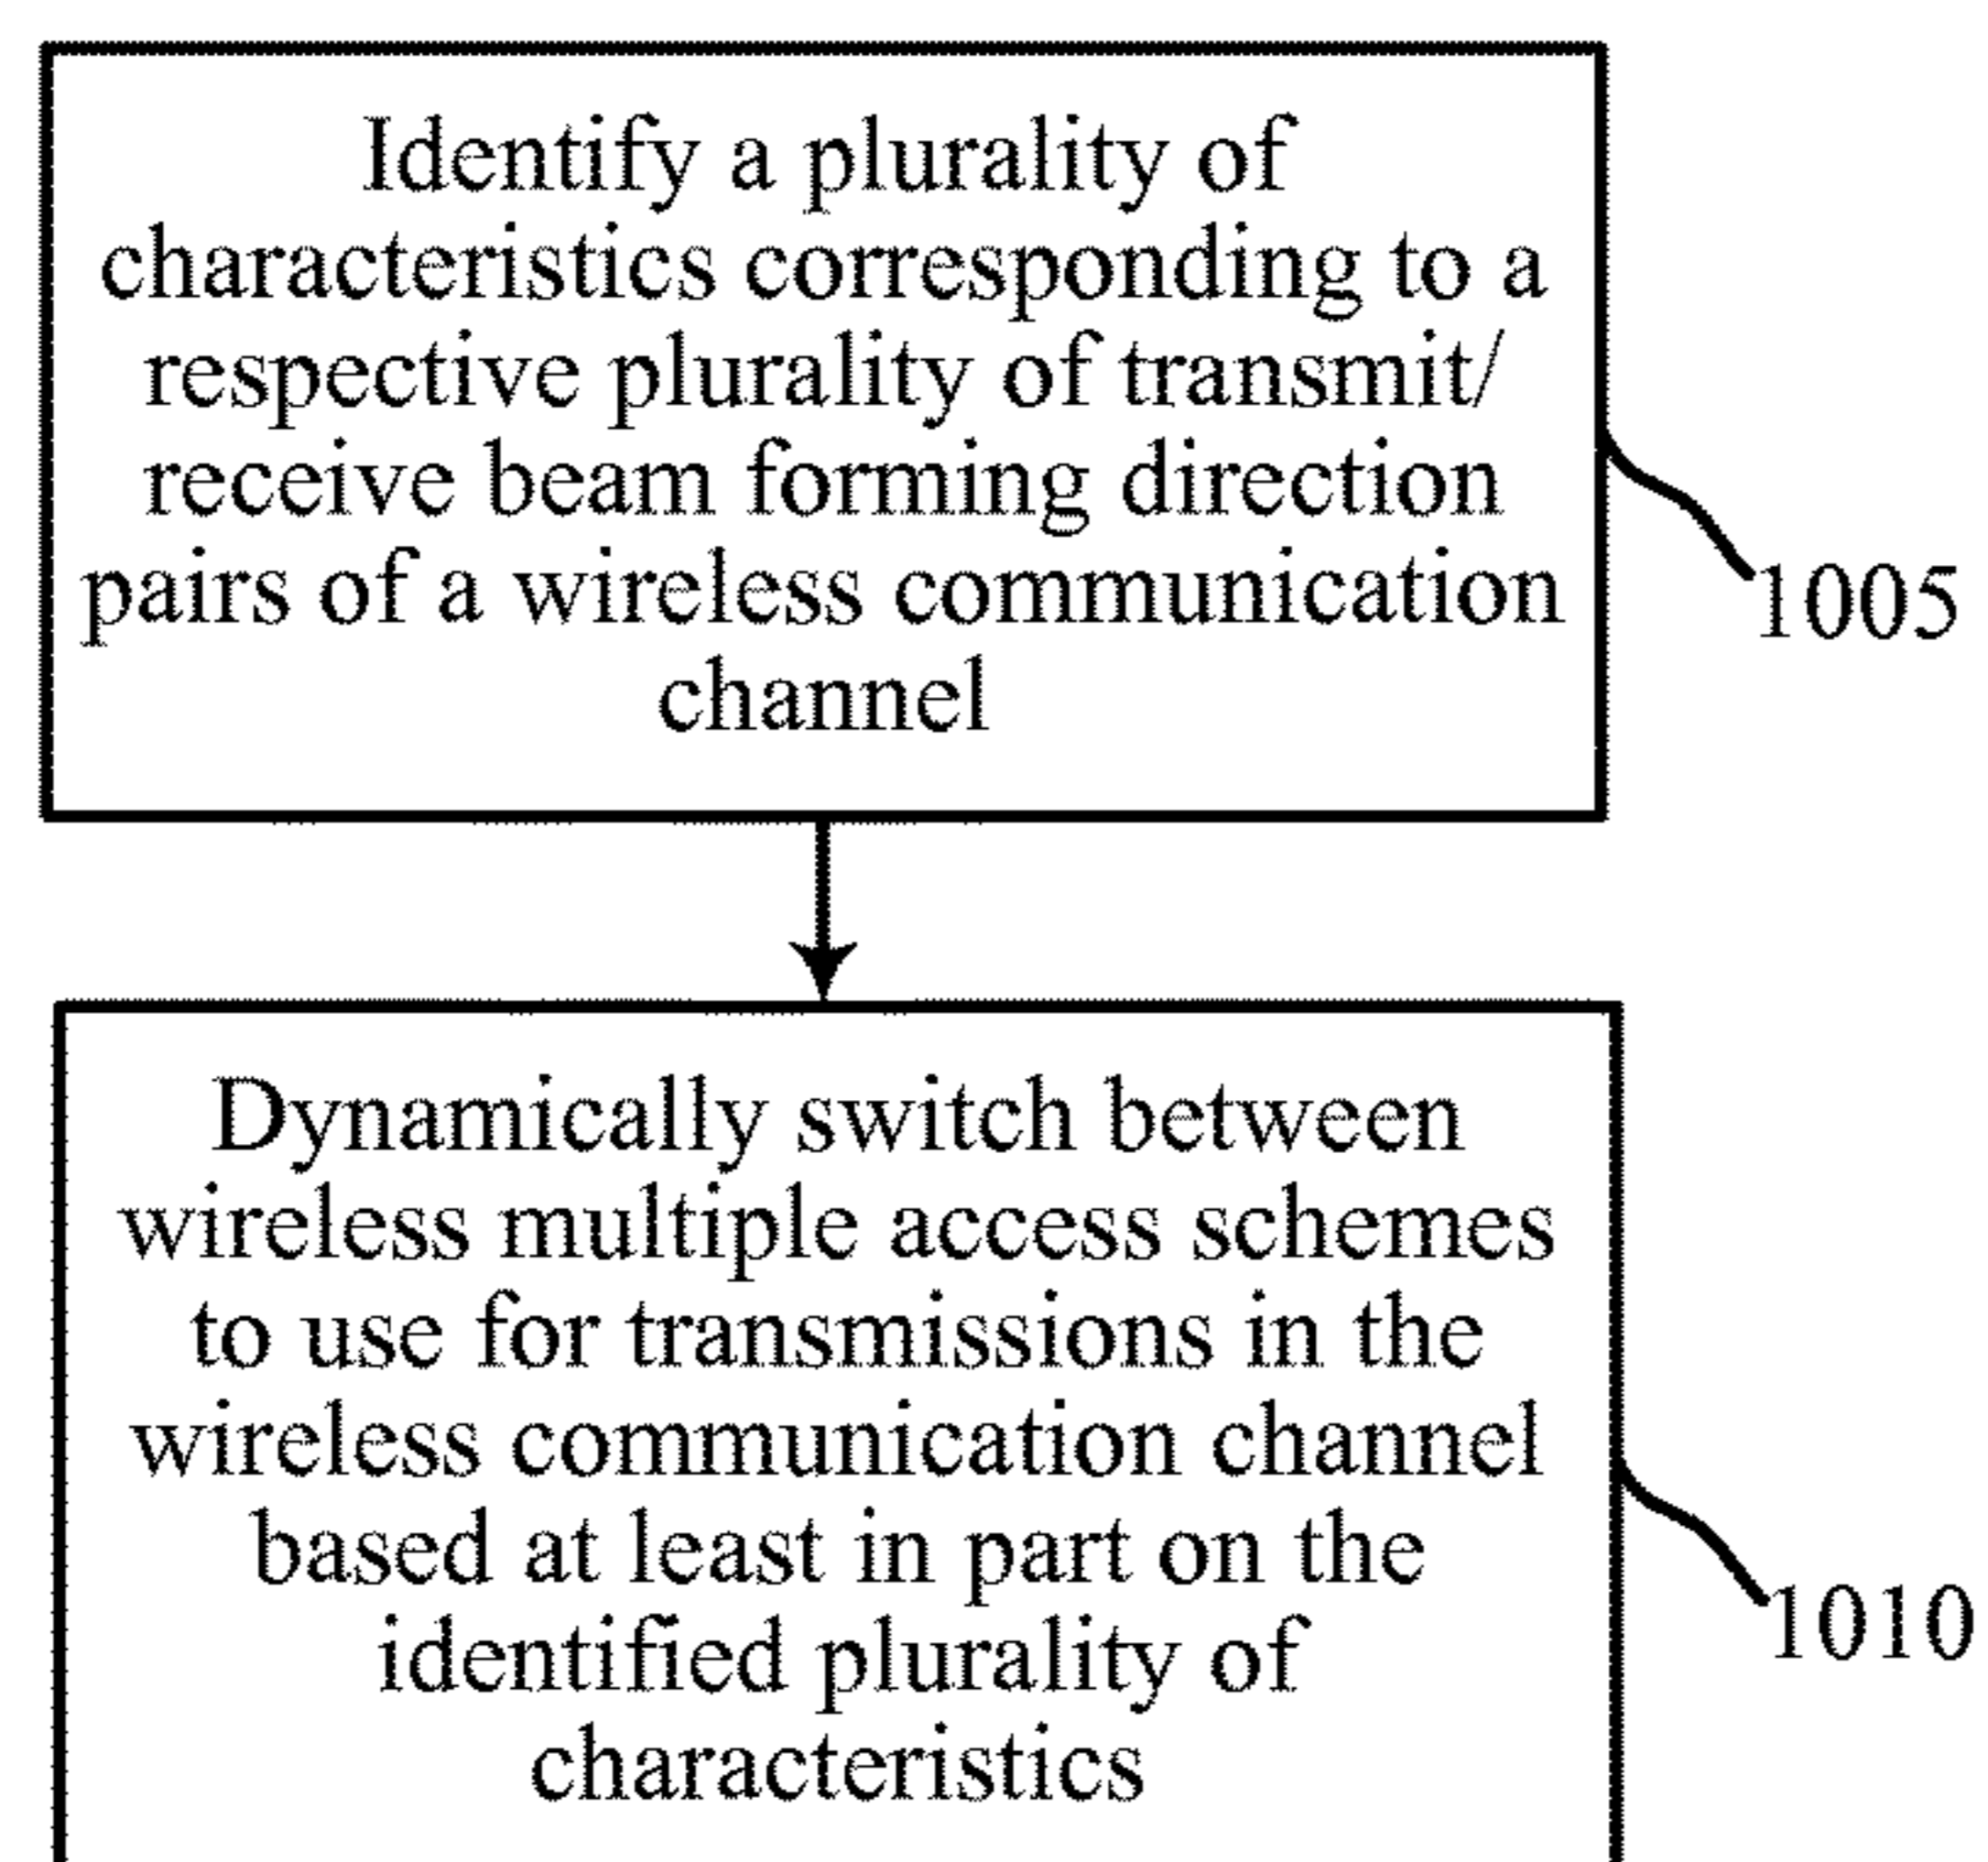 Identify a plurality of
characteristics corresponding to a
respective plurality of transmit/
receive beam forming direction
pairs of a wireless communication
channel
1005
Dynamically switch between
wireless multiple access schemes
to use for transmissions in the
wireless communication channel
based at least in part on the
identified plurality of
characteristics
1010